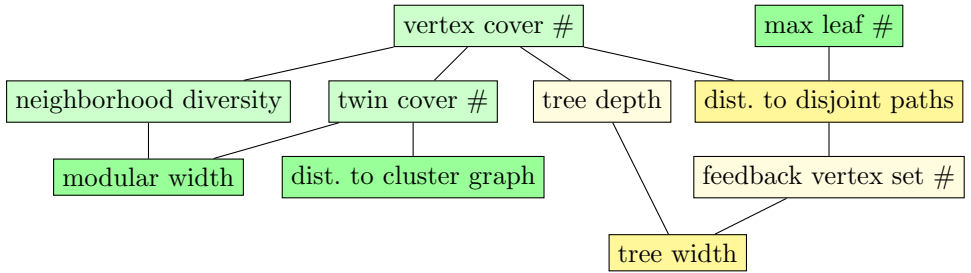 vertex cover #
max leaf #
neighborhood diversity
twin cover #
tree depth
dist. to disjoint paths
modular width
dist. to cluster graph
feedback vertex set #
tree width